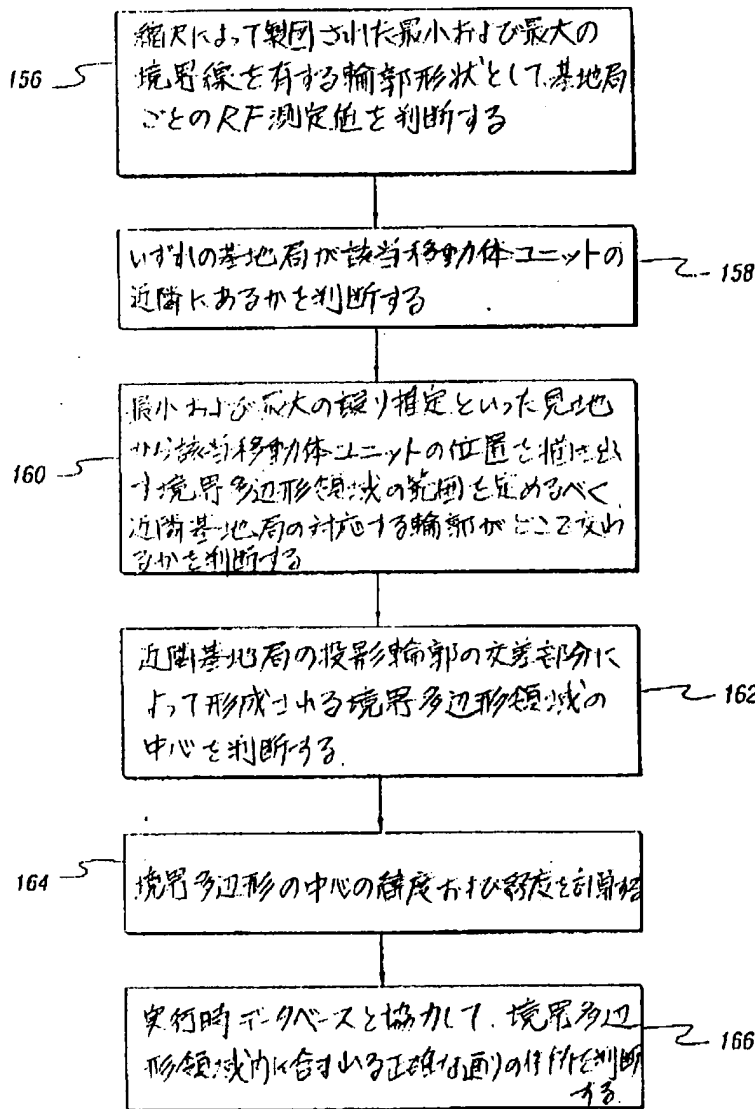 156
縮尺によって製図された最小および最大の
境界線を有する輪郭形状として、基地局
ごとのRF測定値を判断する
いずれの基地局が該当移動体ユニットの
近隣にあるかを判断する
158
160
最小および最大の誤り推定といった見地
から該当移動体ユニットの位置を描き出
す境界多辺形領域の範囲を定めるべく、
近隣基地局の対応する輪郭がどこで交わ
るかを判断する
近隣基地局の投影輪郭の交差部分に
よって形成される境界多辺形領域の
中心を判断する.
162
164
境界多辺形の中心の緯度および経度を計算する
実行時データベースと協力して、境界多辺
形領域内に含まれる正確な通りの住所を判断
する.
166